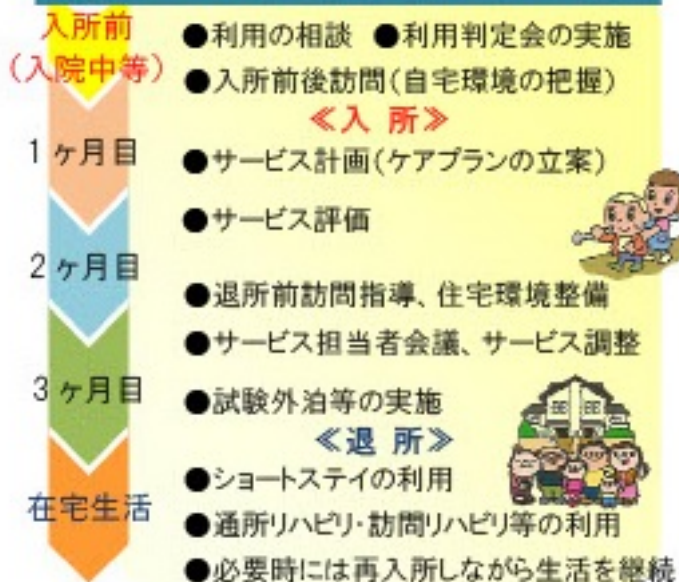 入所前
(入院中等)
●利用の相談 ●利用判定会の実施
●入所前後訪問(自宅環境の把握)
≪入 所≫
1ヶ月目
●サービス計画(ケアプランの立案)
●サービス評価
2ヶ月目
●退所前訪問指導、住宅環境整備
●サービス担当者会議、サービス調整
3ヶ月目
●試験外泊等の実施
≪退 所≫
在宅生活
●ショートステイの利用
●通所リハビリ・訪問リハビリ等の利用
●必要時には再入所しながら生活を継続